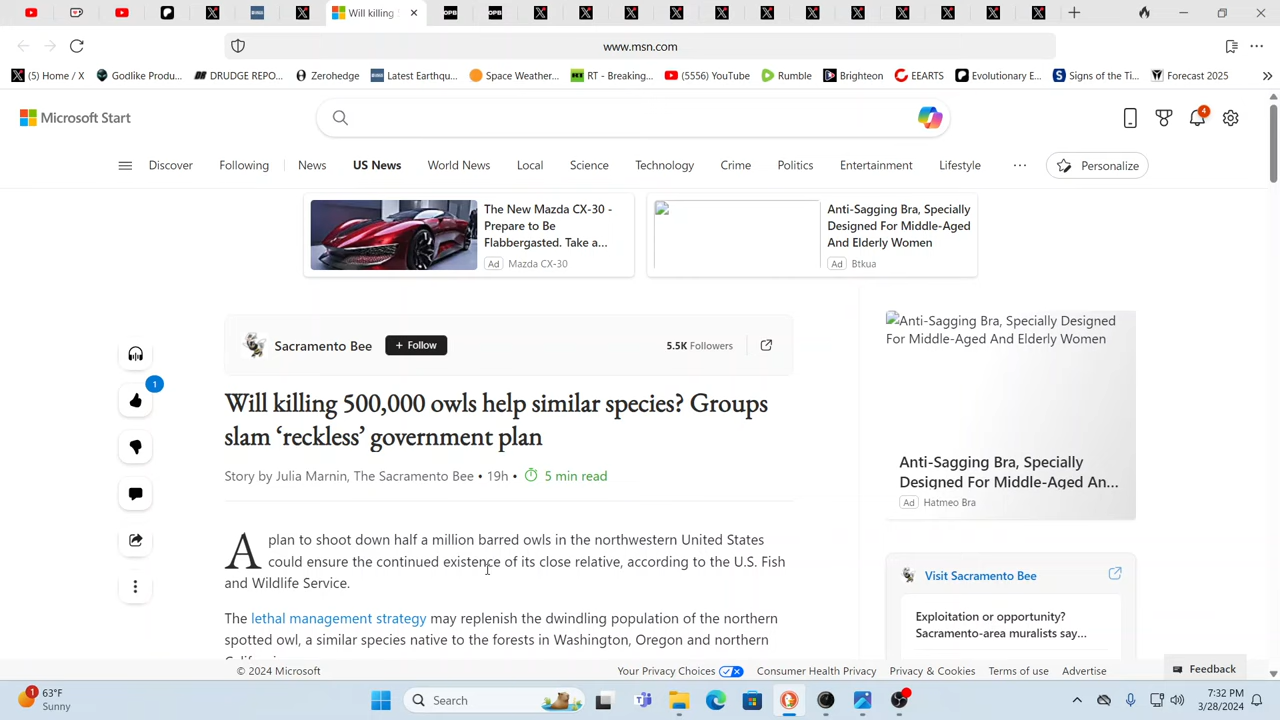 Will killing
OPB
OPB
www.msn.com
(5) Home / X
Godlike Produ...
DRUDGE REPO...
Zerohedge
Latest Earthqu...
Space Weather...
RT - Breaking...
(5556) YouTube
Rumble
Brighteon
EEARTS
Evolutionary E...
Signs of the Ti...
Forecast 2025
Microsoft Start
4
Discover
Following
News
US News
World News
Local
Science
Technology
Crime
Politics
Entertainment
Lifestyle
Personalize
The New Mazda CX-30 -
Prepare to Be
Flabbergasted. Take a...
Ad Mazda CX-30
Anti-Sagging Bra, Specially
Designed For Middle-Aged
And Elderly Women
Ad Btkua
Sacramento Bee
+ Follow
5.5K Followers
1
Will killing 500,000 owls help similar species? Groups
slam ‘reckless’ government plan
Story by Julia Marnin, The Sacramento Bee • 19h • 5 min read
A plan to shoot down half a million barred owls in the northwestern United States
could ensure the continued existence of its close relative, according to the U.S. Fish
and Wildlife Service.
The lethal management strategy may replenish the dwindling population of the northern
spotted owl, a similar species native to the forests in Washington, Oregon and northern
Anti-Sagging Bra, Specially Designed
For Middle-Aged And Elderly Women
Anti-Sagging Bra, Specially
Designed For Middle-Aged An...
Ad Hatmeo Bra
Visit Sacramento Bee
Exploitation or opportunity?
Sacramento-area muralists say...
© 2024 Microsoft
Your Privacy Choices
Consumer Health Privacy
Privacy & Cookies
Terms of use
Advertise
Feedback
1
63°F
Sunny
Search
7:32 PM
3/28/2024